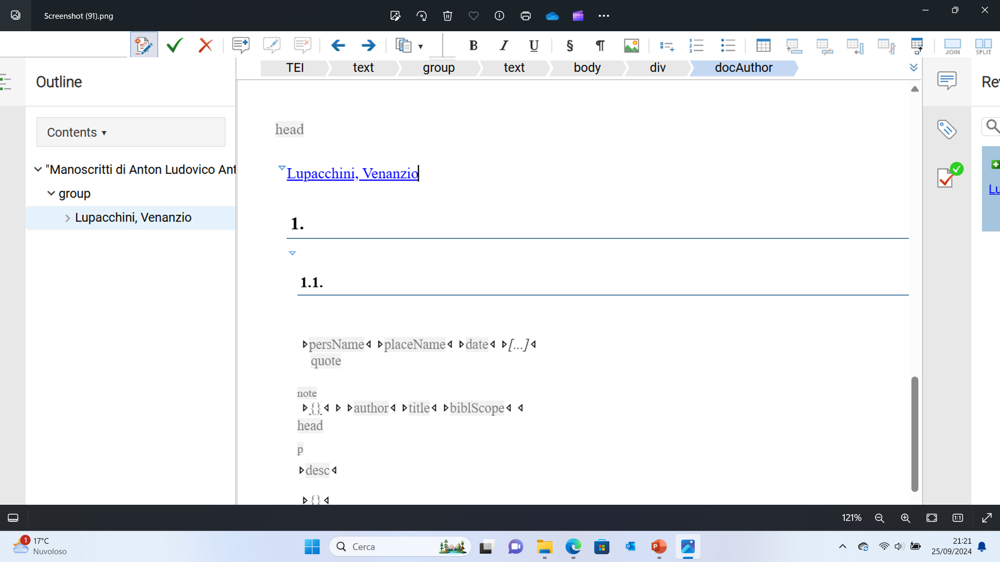 Screenshot (91).png
JOIN SPLIT
TEI text group text body div docAuthor
Outline
Rev
Contents ▾
"Manoscritti di Anton Ludovico Ant
group
Lupacchini, Venanzio
head
Lupacchini, Venanzio
Lu
1.
1.1.
persName placeName date [...]
quote
note
{} author title biblScope
head
p
desc
{}
121%
1
17°C
Nuvoloso
Cerca
21:21
25/09/2024